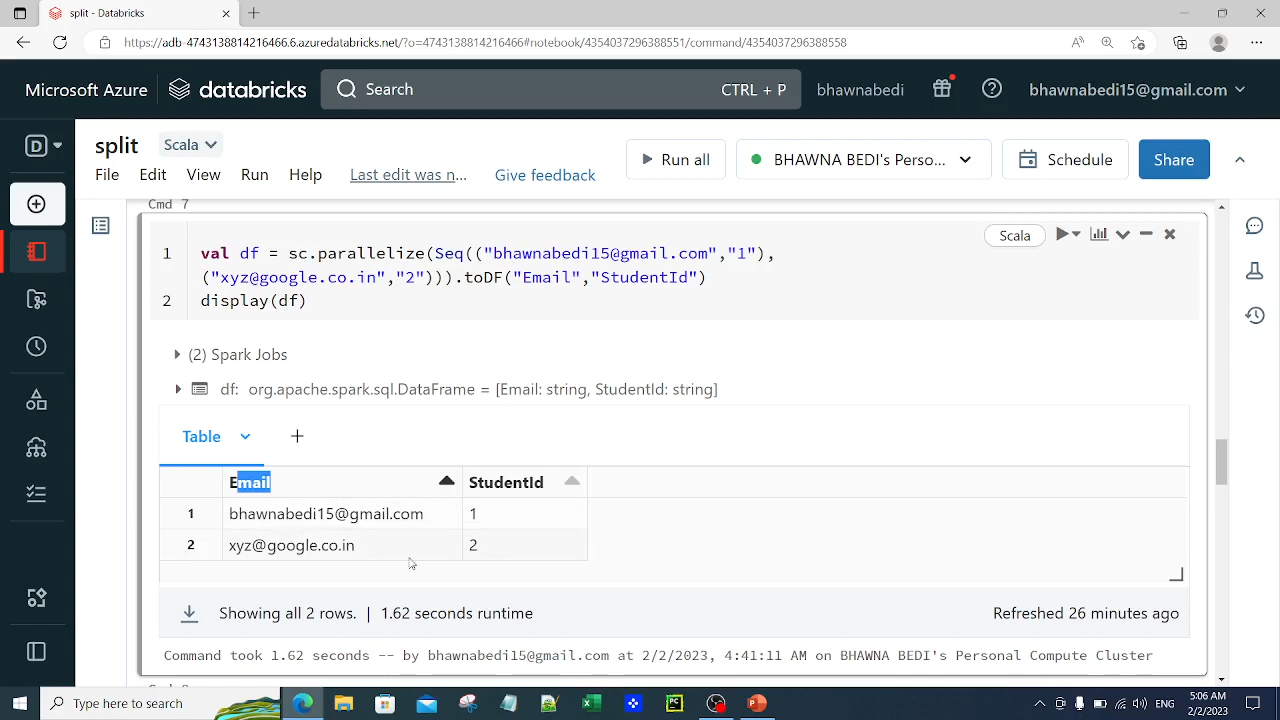 split - Databricks
https://adb-4743138814216466.6.azuredatabricks.net/?o=4743138814216466#notebook/4354037296388551/command/4354037296388558
Microsoft Azure databricks Search CTRL + P bhawnabedi bhawnabedi15@gmail.com
D split Scala Run all BHAWNA BEDI's Perso... Schedule Share
File Edit View Run Help Last edit was n... Give feedback
Cmd 7
Scala
1 val df = sc.parallelize(Seq(("bhawnabedi15@gmail.com","1"),
("xyz@google.co.in","2"))).toDF("Email","StudentId")
2 display(df)
(2) Spark Jobs
df: org.apache.spark.sql.DataFrame = [Email: string, StudentId: string]
Table +
Email StudentId
1 bhawnabedi15@gmail.com 1
2 xyz@google.co.in 2
Showing all 2 rows. | 1.62 seconds runtime Refreshed 26 minutes ago
Command took 1.62 seconds -- by bhawnabedi15@gmail.com at 2/2/2023, 4:41:11 AM on BHAWNA BEDI's Personal Compute Cluster
Type here to search ENG 5:06 AM
2/2/2023